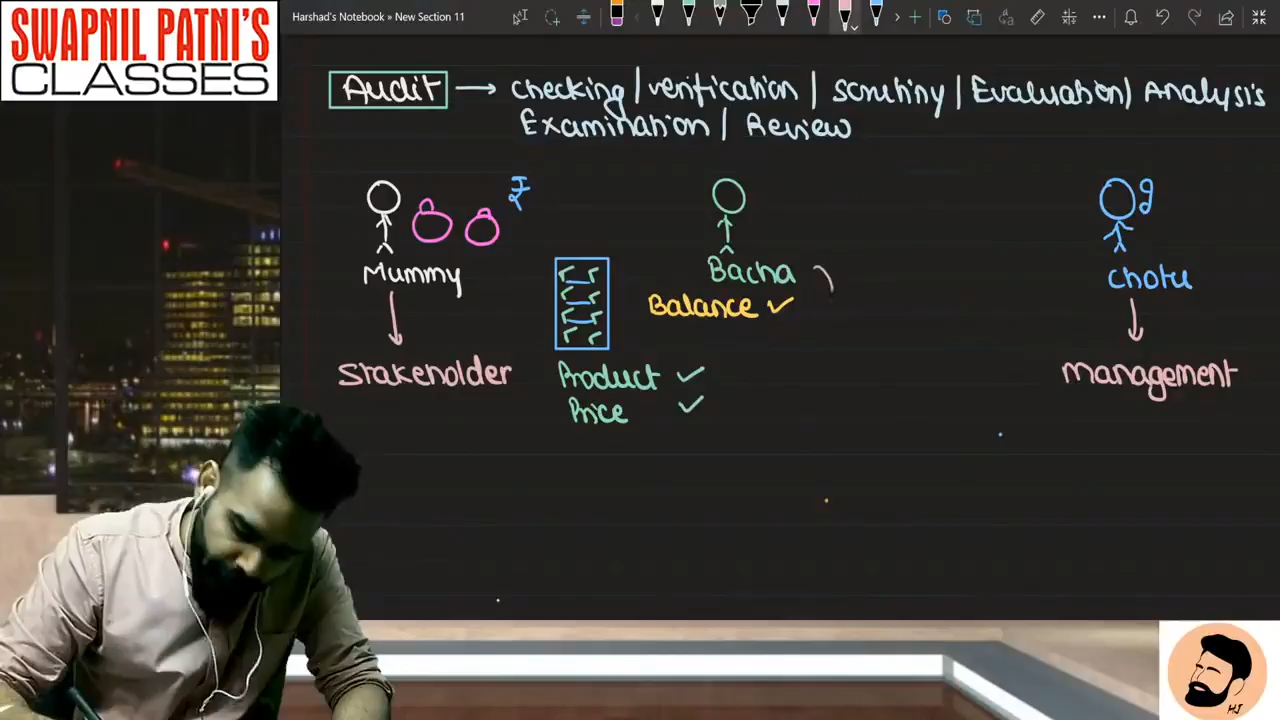 SWAPNIL PATNI'S
CLASSES
Harshad's Notebook » New Section 11
Audit → checking | verification | scrutiny | Evaluation | Analysis
Examination | Review
₹
Mummy
Bacha
Chotu
Balance ✓
Stakeholder
Product ✓
Price ✓
Management
HJ